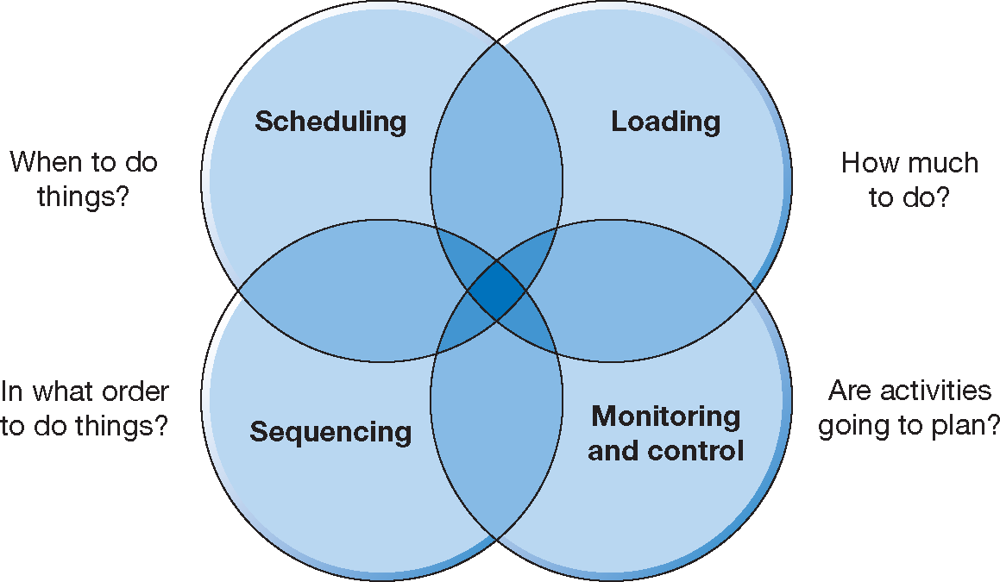 Scheduling
Loading
When to do
things?
How much
to do?
In what order
to do things?
Sequencing
Monitoring
and control
Are activities
going to plan?